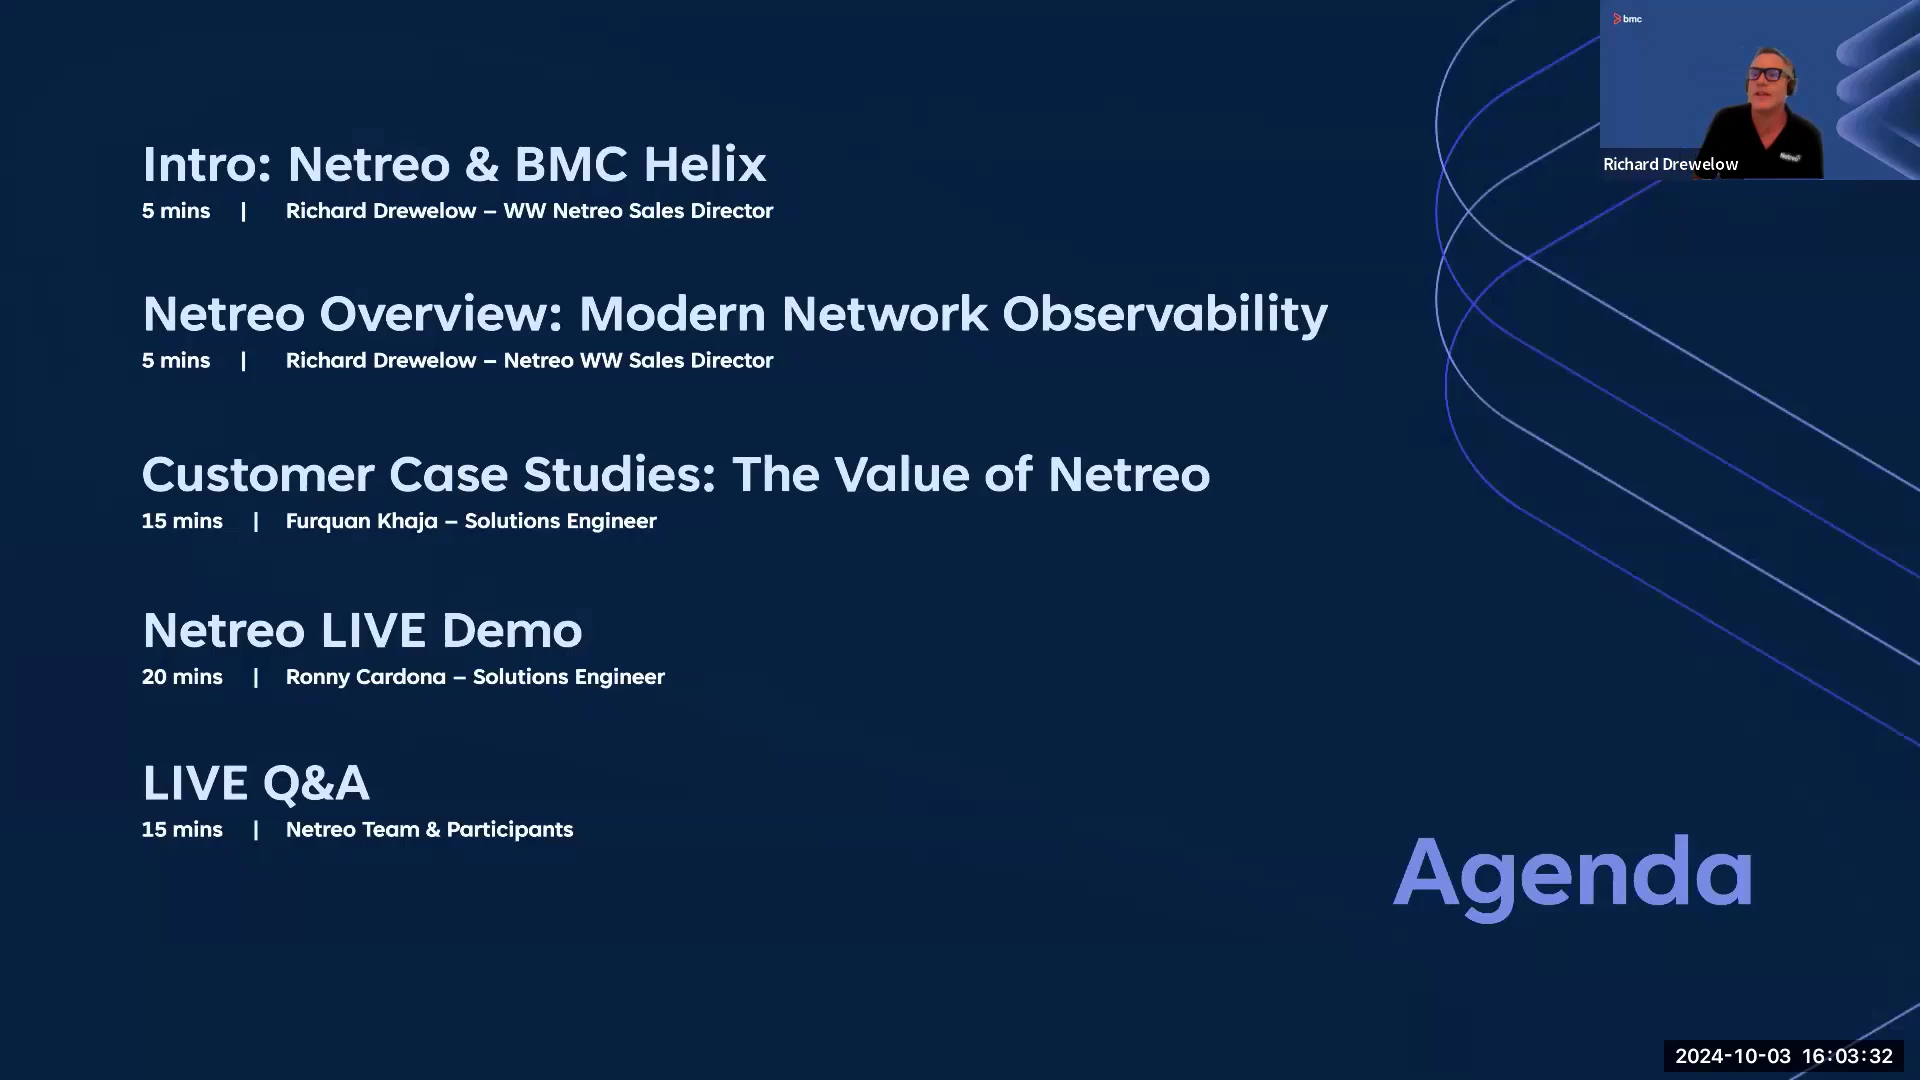 bmc
Netreo
Richard Drewelow
Intro: Netreo & BMC Helix
5 mins | Richard Drewelow – WW Netreo Sales Director
Netreo Overview: Modern Network Observability
5 mins | Richard Drewelow – Netreo WW Sales Director
Customer Case Studies: The Value of Netreo
15 mins | Furquan Khaja – Solutions Engineer
Netreo LIVE Demo
20 mins | Ronny Cardona – Solutions Engineer
LIVE Q&A
15 mins | Netreo Team & Participants
Agenda
2024-10-03 16:03:32